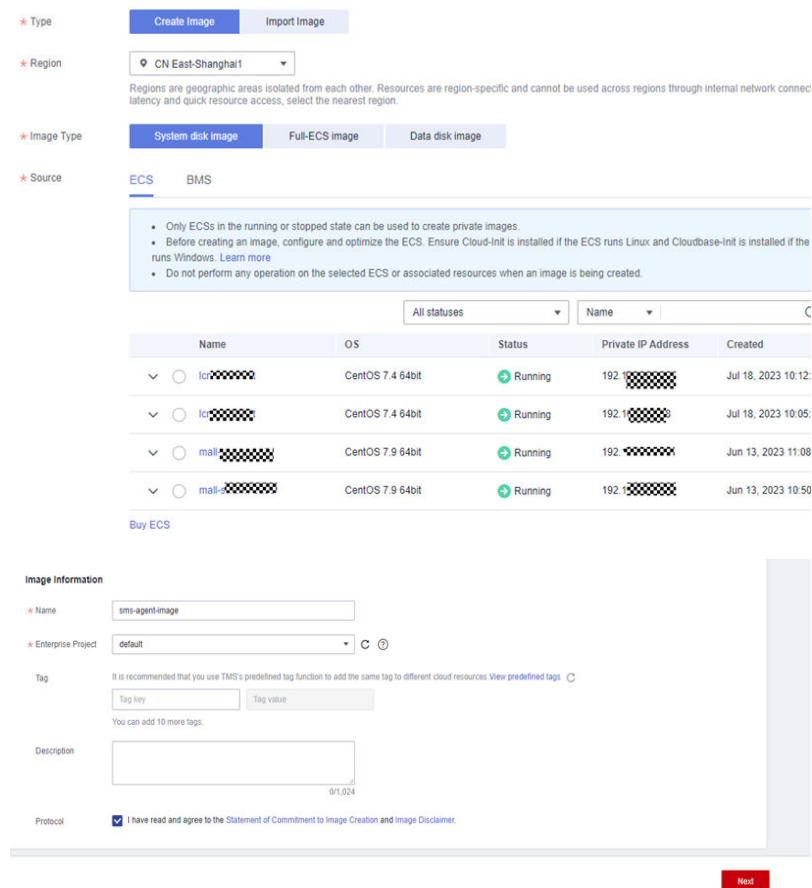 * Type Create Image Import Image
* Region CN East-Shanghai1
Regions are geographic areas isolated from each other. Resources are region-specific and cannot be used across regions through internal network connect
latency and quick resource access, select the nearest region.
* Image Type System disk image Full-ECS image Data disk image
* Source ECS BMS
• Only ECSs in the running or stopped state can be used to create private images.
• Before creating an image, configure and optimize the ECS. Ensure Cloud-Init is installed if the ECS runs Linux and Cloudbase-Init is installed if the
runs Windows. Learn more
• Do not perform any operation on the selected ECS or associated resources when an image is being created.
All statuses Name
Name OS Status Private IP Address Created
lcr CentOS 7.4 64bit Running 192.1 Jul 18, 2023 10:12:
lcr CentOS 7.4 64bit Running 192.1 Jul 18, 2023 10:05:
mall- CentOS 7.9 64bit Running 192. Jun 13, 2023 11:08
mall-s CentOS 7.9 64bit Running 192.1 Jun 13, 2023 10:50
Buy ECS
Image Information
* Name sms-agent-image
* Enterprise Project default
Tag It is recommended that you use TMS's predefined tag function to add the same tag to different cloud resources. View predefined tags
Tag key Tag value
You can add 10 more tags.
Description
0/1,024
Protocol I have read and agree to the Statement of Commitment to Image Creation and Image Disclaimer.
Next